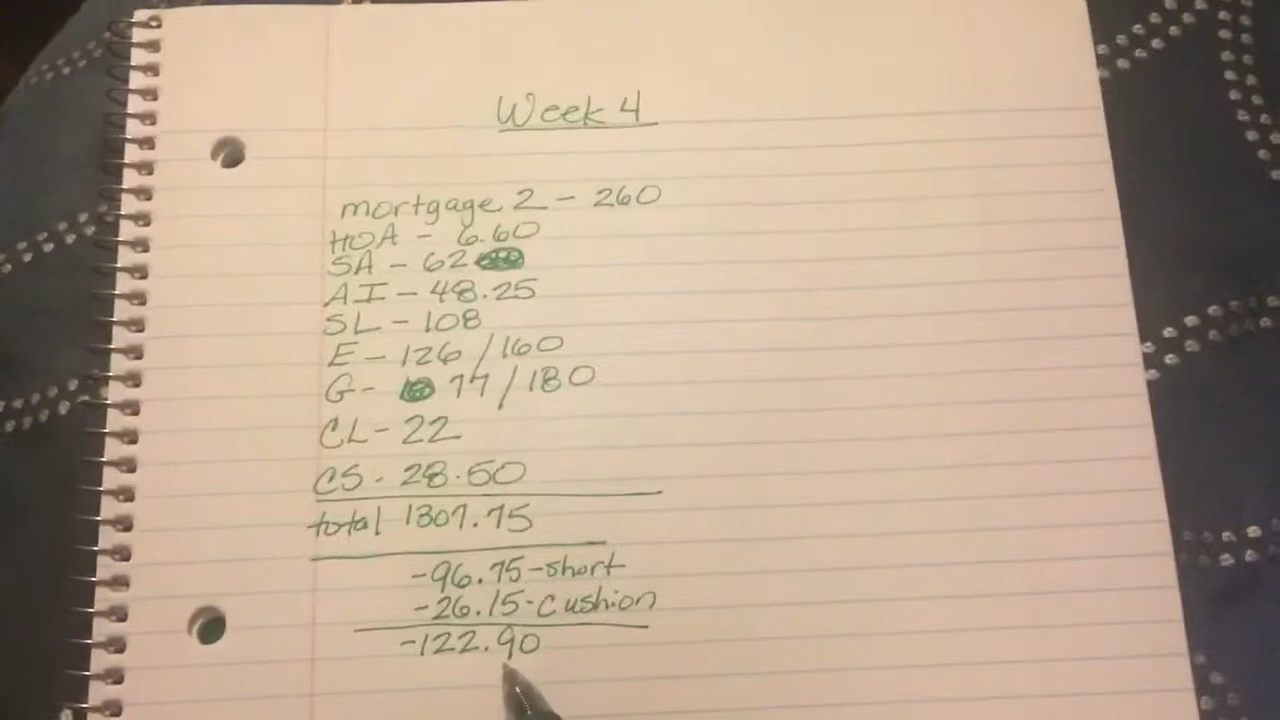 Week 4
mortgage 2 - 260
HOA - 6.60
SA - 62
AI - 48.25
SL - 108
E - 126 / 160
G - 77 / 180
CL - 22
CS - 28.50
total 1307.75
-96.75 - short
-26.15 - cushion
-122.90